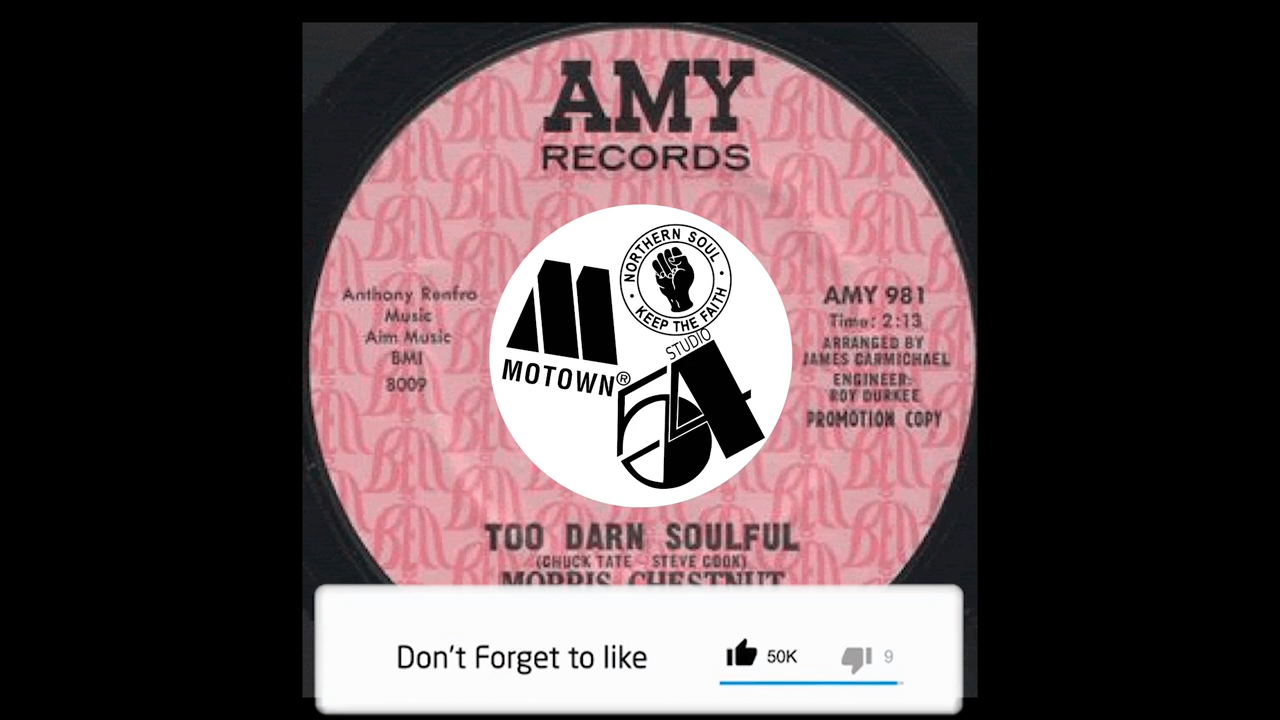 AMY
RECORDS
NORTHERN SOUL
KEEP THE FAITH
MOTOWN®
STUDIO
54
Anthony Renfro
Music
Aim Music
BMI
8009
AMY 981
Time: 2:13
ARRANGED BY
JAMES CARMICHAEL
ENGINEER:
ROY DURKEE
PROMOTION COPY
TOO DARN SOULFUL
(CHUCK TATE - STEVE COOK)
MORRIS CHESTNUT
Don't Forget to like
50K
9